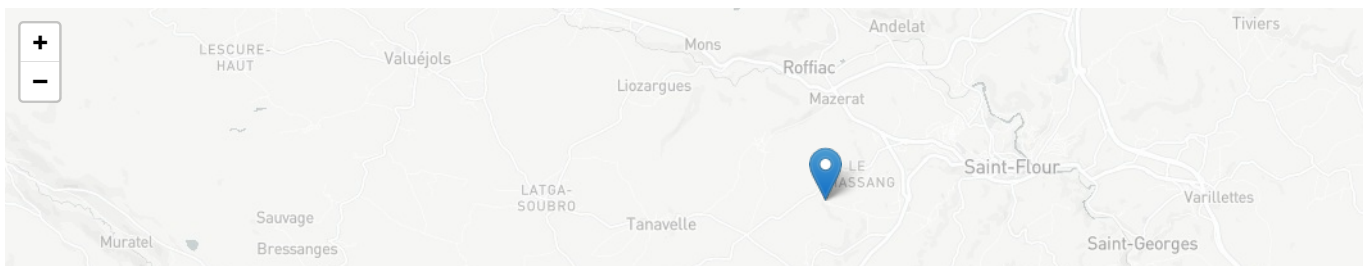 +
−
LESCURE-
HAUT
Valuéjols
Mons
Andelat
Tiviers
Roffiac
Liozargues
Mazerat
LE
ASSANG
Saint-Flour
LATGA-
SOUBRO
Varillettes
Sauvage
Tanavelle
Muratel
Bressanges
Saint-Georges